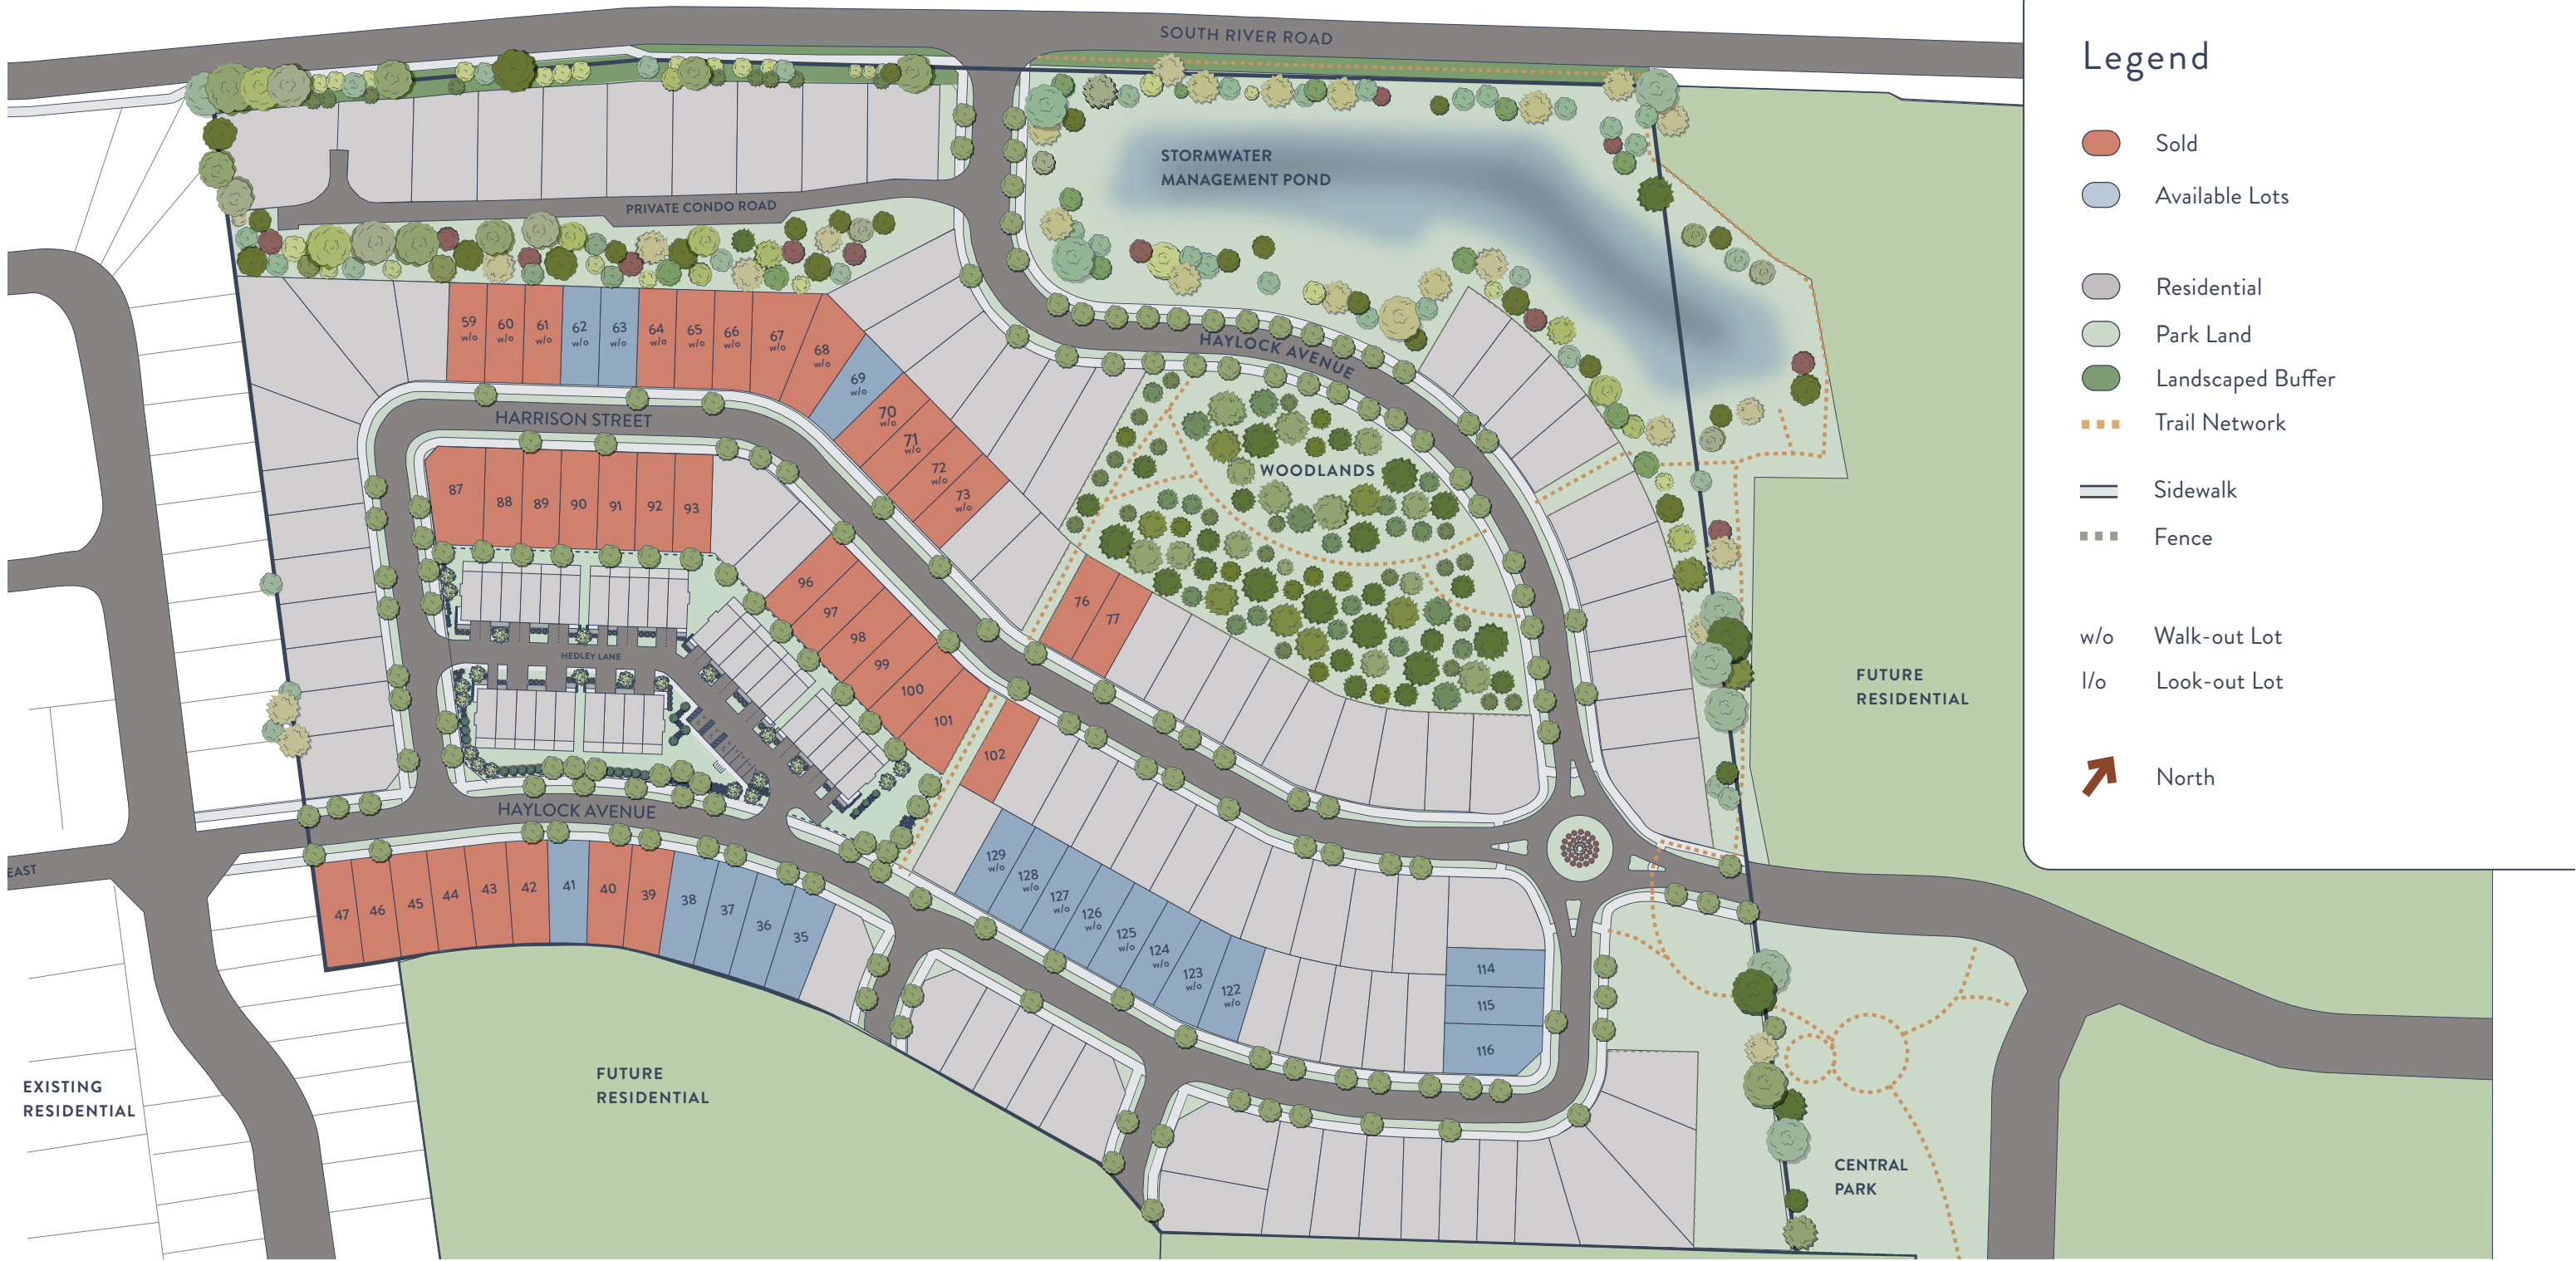 SOUTH RIVER ROAD
STORMWATER
MANAGEMENT POND
PRIVATE CONDO ROAD
HAYLOCK AVENUE
59
w/o
60
w/o
61
w/o
62
w/o
63
w/o
64
w/o
65
w/o
66
w/o
67
w/o
68
w/o
69
w/o
70
w/o
71
w/o
72
w/o
73
w/o
HARRISON STREET
WOODLANDS
87
88
89
90
91
92
93
96
97
98
99
100
101
102
76
77
HEDLEY LANE
HAYLOCK AVENUE
EAST
47
46
45
44
43
42
41
40
39
38
37
36
35
129
w/o
128
w/o
127
w/o
126
w/o
125
w/o
124
w/o
123
w/o
122
w/o
114
115
116
FUTURE
RESIDENTIAL
EXISTING
RESIDENTIAL
FUTURE
RESIDENTIAL
CENTRAL
PARK
Legend
Sold
Available Lots
Residential
Park Land
Landscaped Buffer
Trail Network
Sidewalk
Fence
w/o Walk-out Lot
l/o Look-out Lot
North